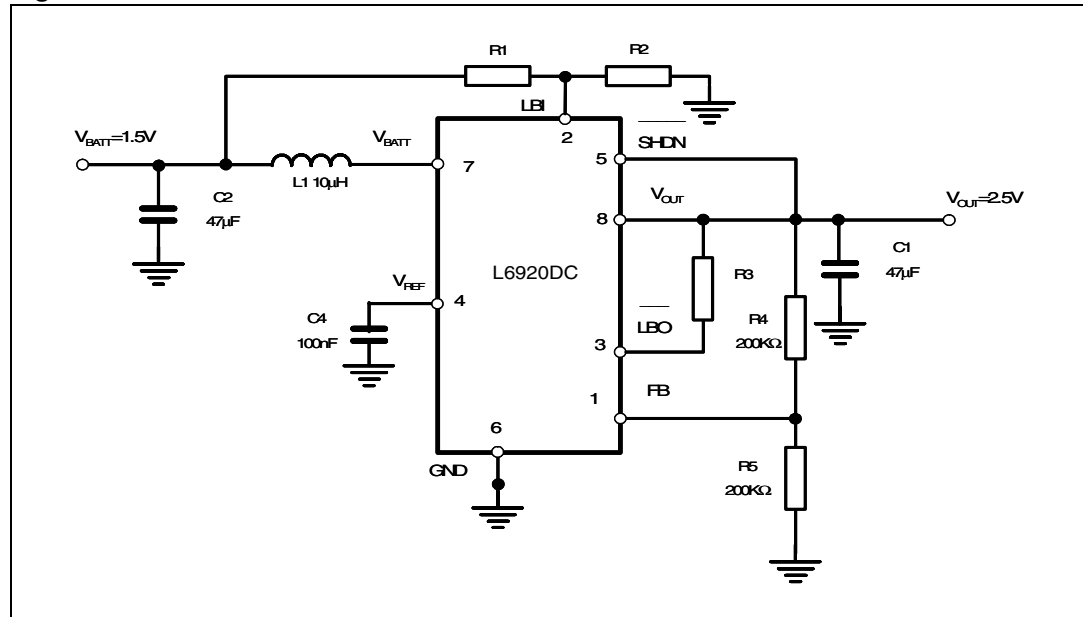 R1
R2
LBI
2
SHDN
5
V_BATT=1.5V
V_BATT
7
L1 10µH
C2
47µF
V_OUT
8
V_OUT=2.5V
C1
47µF
L6920DC
R3
V_REF
4
LBO
C4
100nF
R4
200KΩ
3
1
FB
6
GND
R5
200KΩ